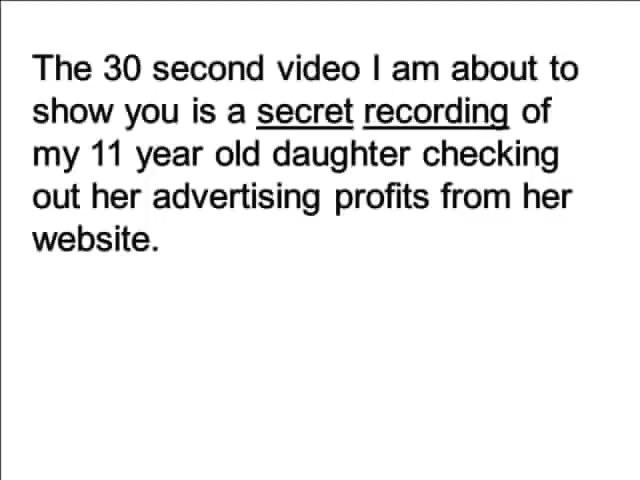 The 30 second video I am about to
show you is a secret recording of
my 11 year old daughter checking
out her advertising profits from her
website.